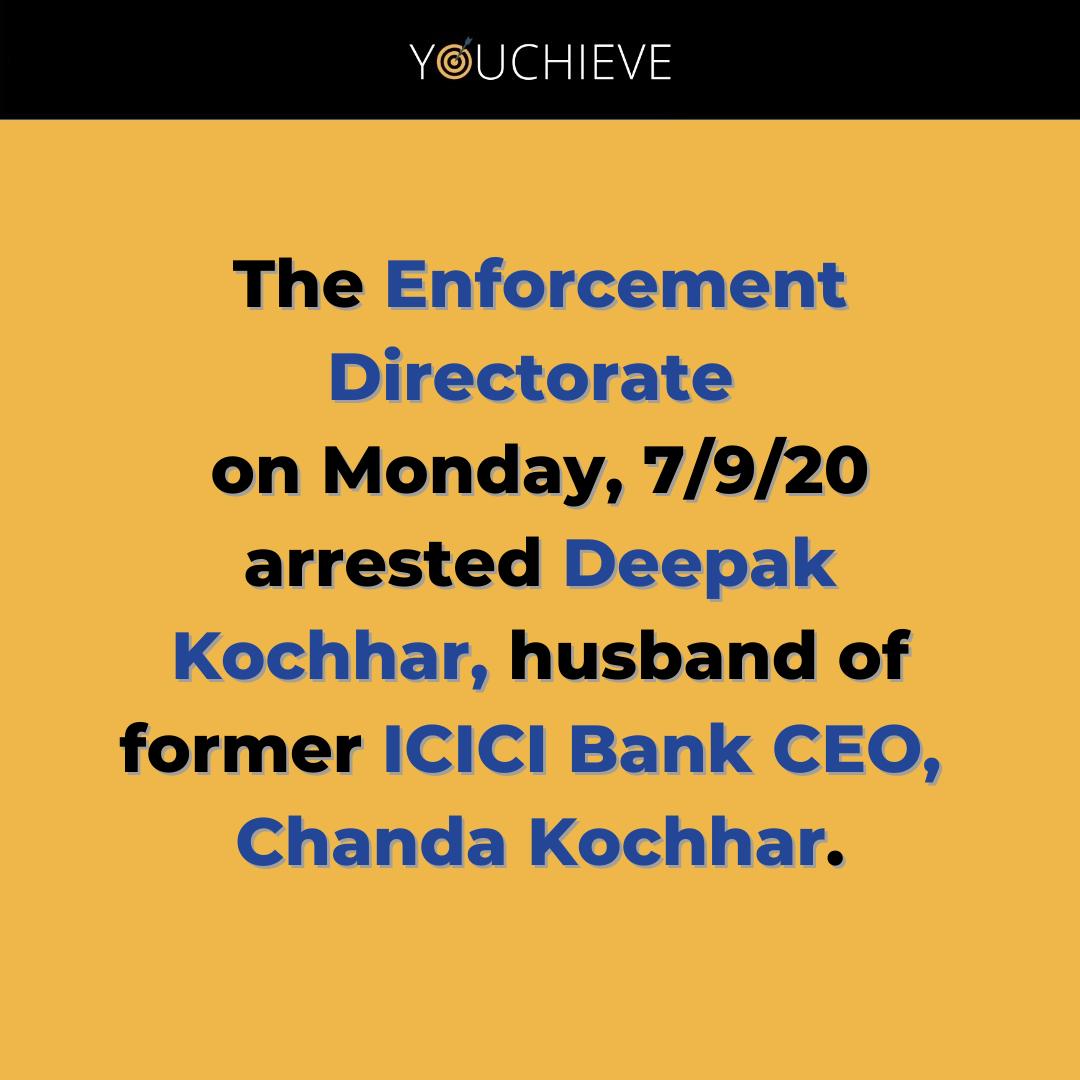 YOUCHIEVE
The Enforcement
Directorate
on Monday, 7/9/20
arrested Deepak
Kochhar, husband of
former ICICI Bank CEO,
Chanda Kochhar.